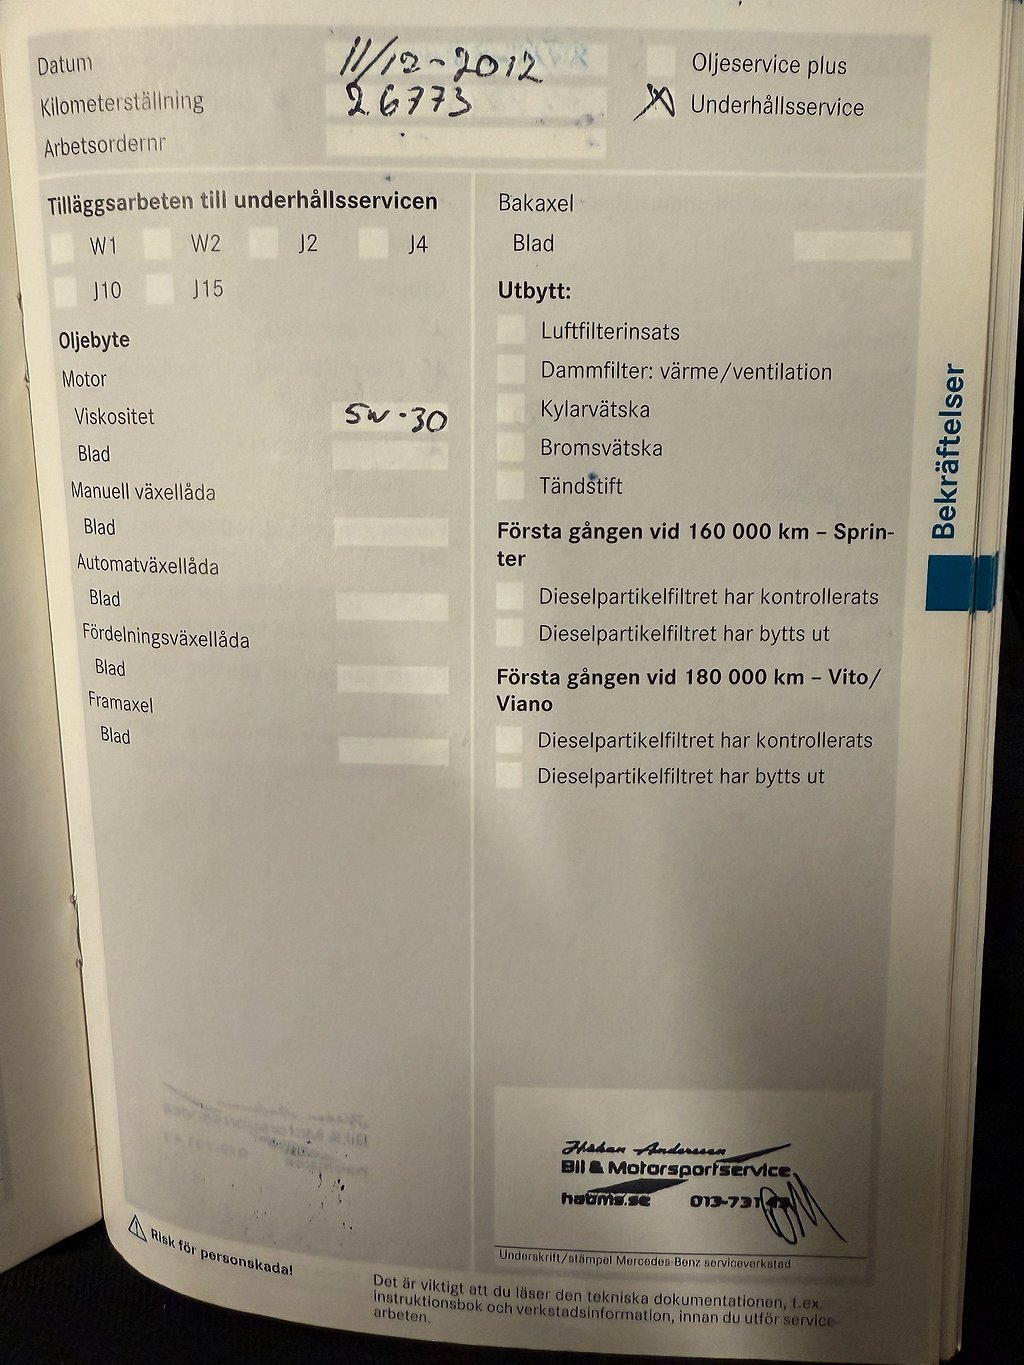 Datum 11/12-2012
Kilometerställning 26773
Arbetsordernr
Oljeservice plus
X Underhållsservice
Tilläggsarbeten till underhållsservicen
W1 W2 J2 J4
J10 J15
Oljebyte
Motor
Viskositet 5w-30
Blad
Manuell växellåda
Blad
Automatväxellåda
Blad
Fördelningsväxellåda
Blad
Framaxel
Blad
Bakaxel
Blad
Utbytt:
Luftfilterinsats
Dammfilter: värme/ventilation
Kylarvätska
Bromsvätska
Tändstift
Första gången vid 160 000 km – Sprin-
ter
Dieselpartikelfiltret har kontrollerats
Dieselpartikelfiltret har bytts ut
Första gången vid 180 000 km – Vito/
Viano
Dieselpartikelfiltret har kontrollerats
Dieselpartikelfiltret har bytts ut
Håkan Andersson
Bil & Motorsportservice
habms.se
Underskrift/stämpel Mercedes-Benz serviceverkstad
Risk för personskada!
Det är viktigt att du läser den tekniska dokumentationen, t.ex.
instruktionsbok och verkstadsinformation, innan du utför service-
arbeten.
Bekräftelser